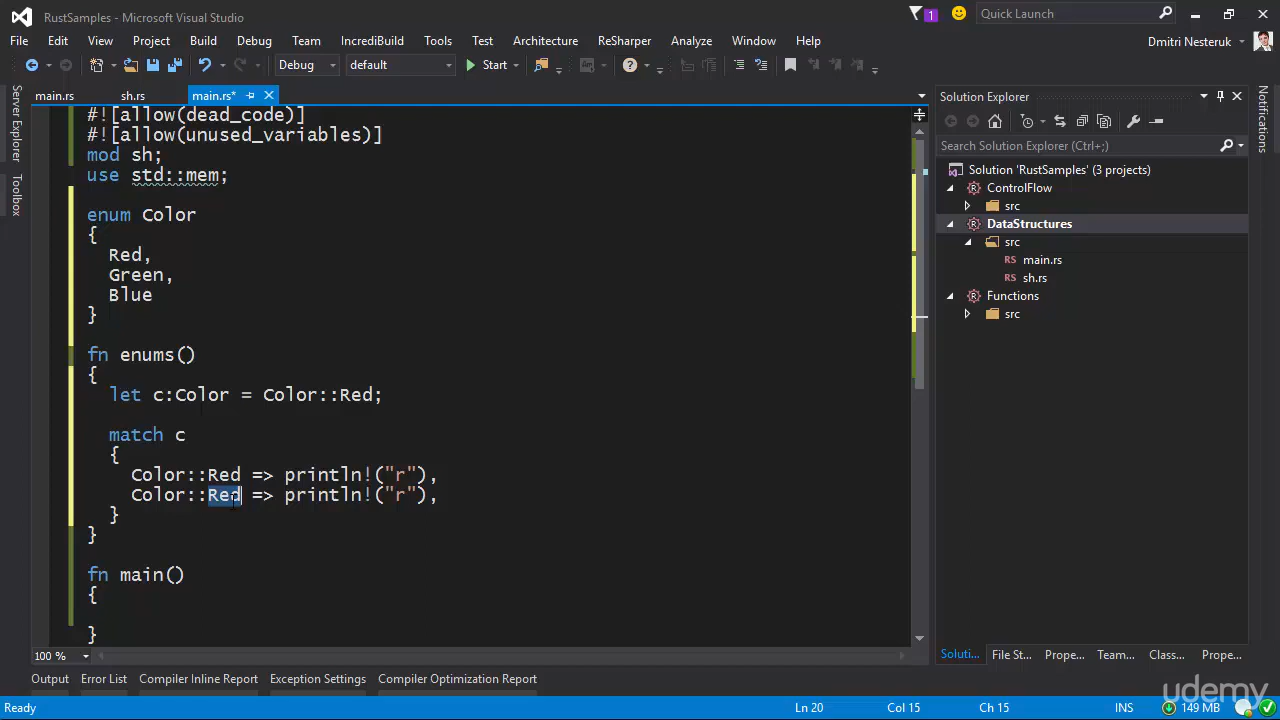 RustSamples - Microsoft Visual Studio
1
Quick Launch
File Edit View Project Build Debug Team IncrediBuild Tools Test Architecture ReSharper Analyze Window Help
Dmitri Nesteruk
Debug default Start
main.rs sh.rs main.rs*
Server Explorer
Toolbox
#![allow(dead_code)]
#![allow(unused_variables)]
mod sh;
use std::mem;
enum Color
{
Red,
Green,
Blue
}
fn enums()
{
let c:Color = Color::Red;
match c
{
Color::Red => println!("r"),
Color::Red => println!("r"),
}
}
fn main()
{
}
100 %
Solution Explorer
Search Solution Explorer (Ctrl+;)
Solution 'RustSamples' (3 projects)
ControlFlow
src
DataStructures
src
main.rs
sh.rs
Functions
src
Notifications
Soluti... File St... Prope... Team... Class... Prope...
Output Error List Compiler Inline Report Exception Settings Compiler Optimization Report
Ready Ln 20 Col 15 Ch 15 INS 149 MB
udemy